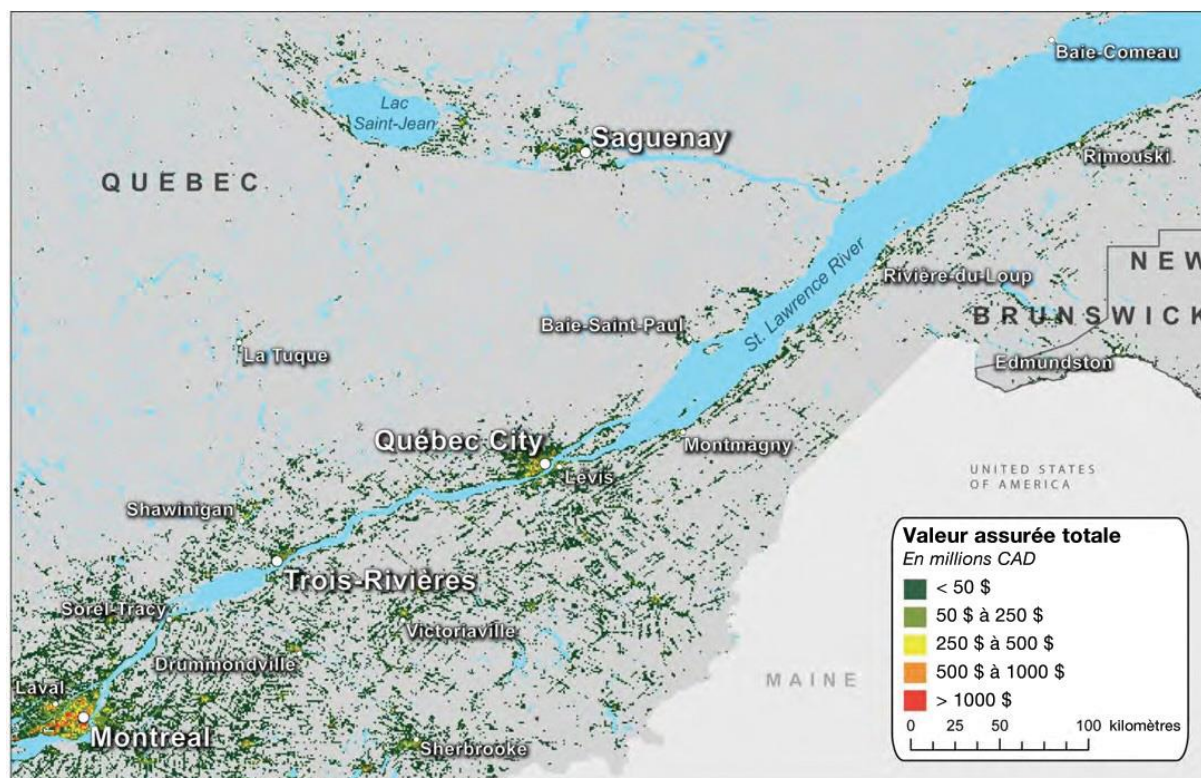 Baie-Comeau
Lac
Saint-Jean
Saguenay
Rimouski
QUEBEC
St. Lawrence River
Rivière-du-Loup
NEW
BRUNSWICK
Baie-Saint-Paul
La Tuque
Edmundston
Québec City
Montmagny
Lévis
UNITED STATES
OF AMERICA
Shawinigan
Trois-Rivières
Sorel-Tracy
Victoriaville
Drummondville
MAINE
Laval
Montreal
Sherbrooke
Valeur assurée totale
En millions CAD
< 50 $
50 $ à 250 $
250 $ à 500 $
500 $ à 1000 $
> 1000 $
0 25 50 100 kilomètres